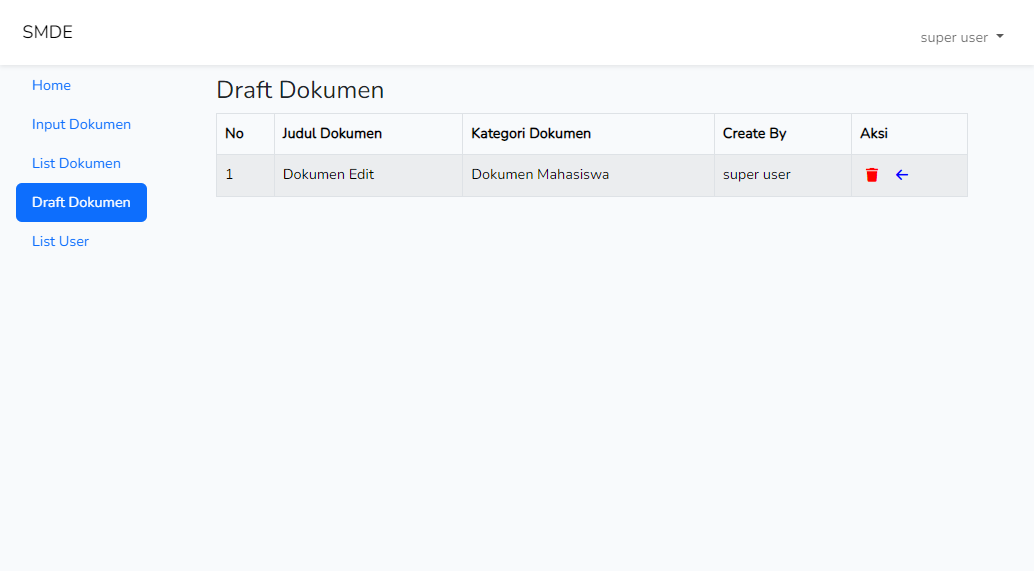 SMDE
super user
Home
Input Dokumen
List Dokumen
Draft Dokumen
List User
Draft Dokumen
No Judul Dokumen Kategori Dokumen Create By Aksi
1 Dokumen Edit Dokumen Mahasiswa super user